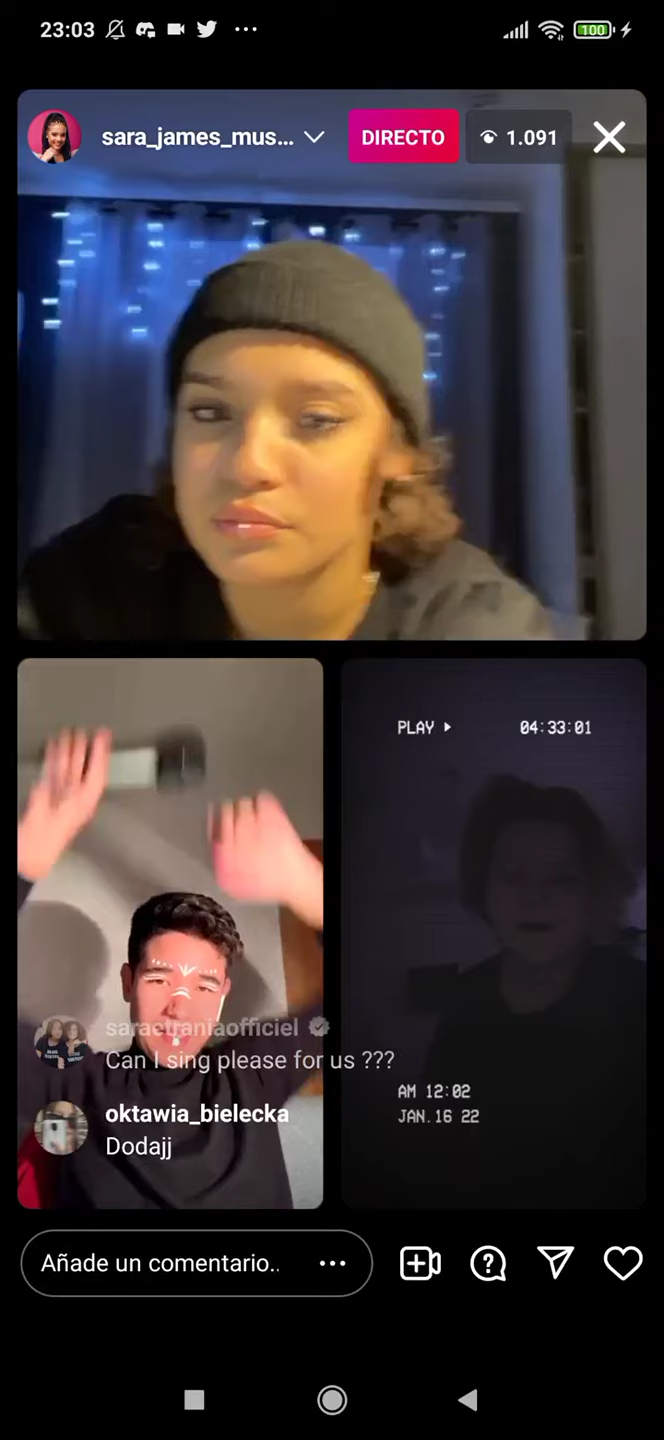 23:03
100
sara_james_mus...
DIRECTO
1.091
PLAY
04:33:01
saraetraniaofficiel
Can I sing please for us ???
AM 12:02
JAN.16 22
oktawia_bielecka
Dodajj
Añade un comentario..